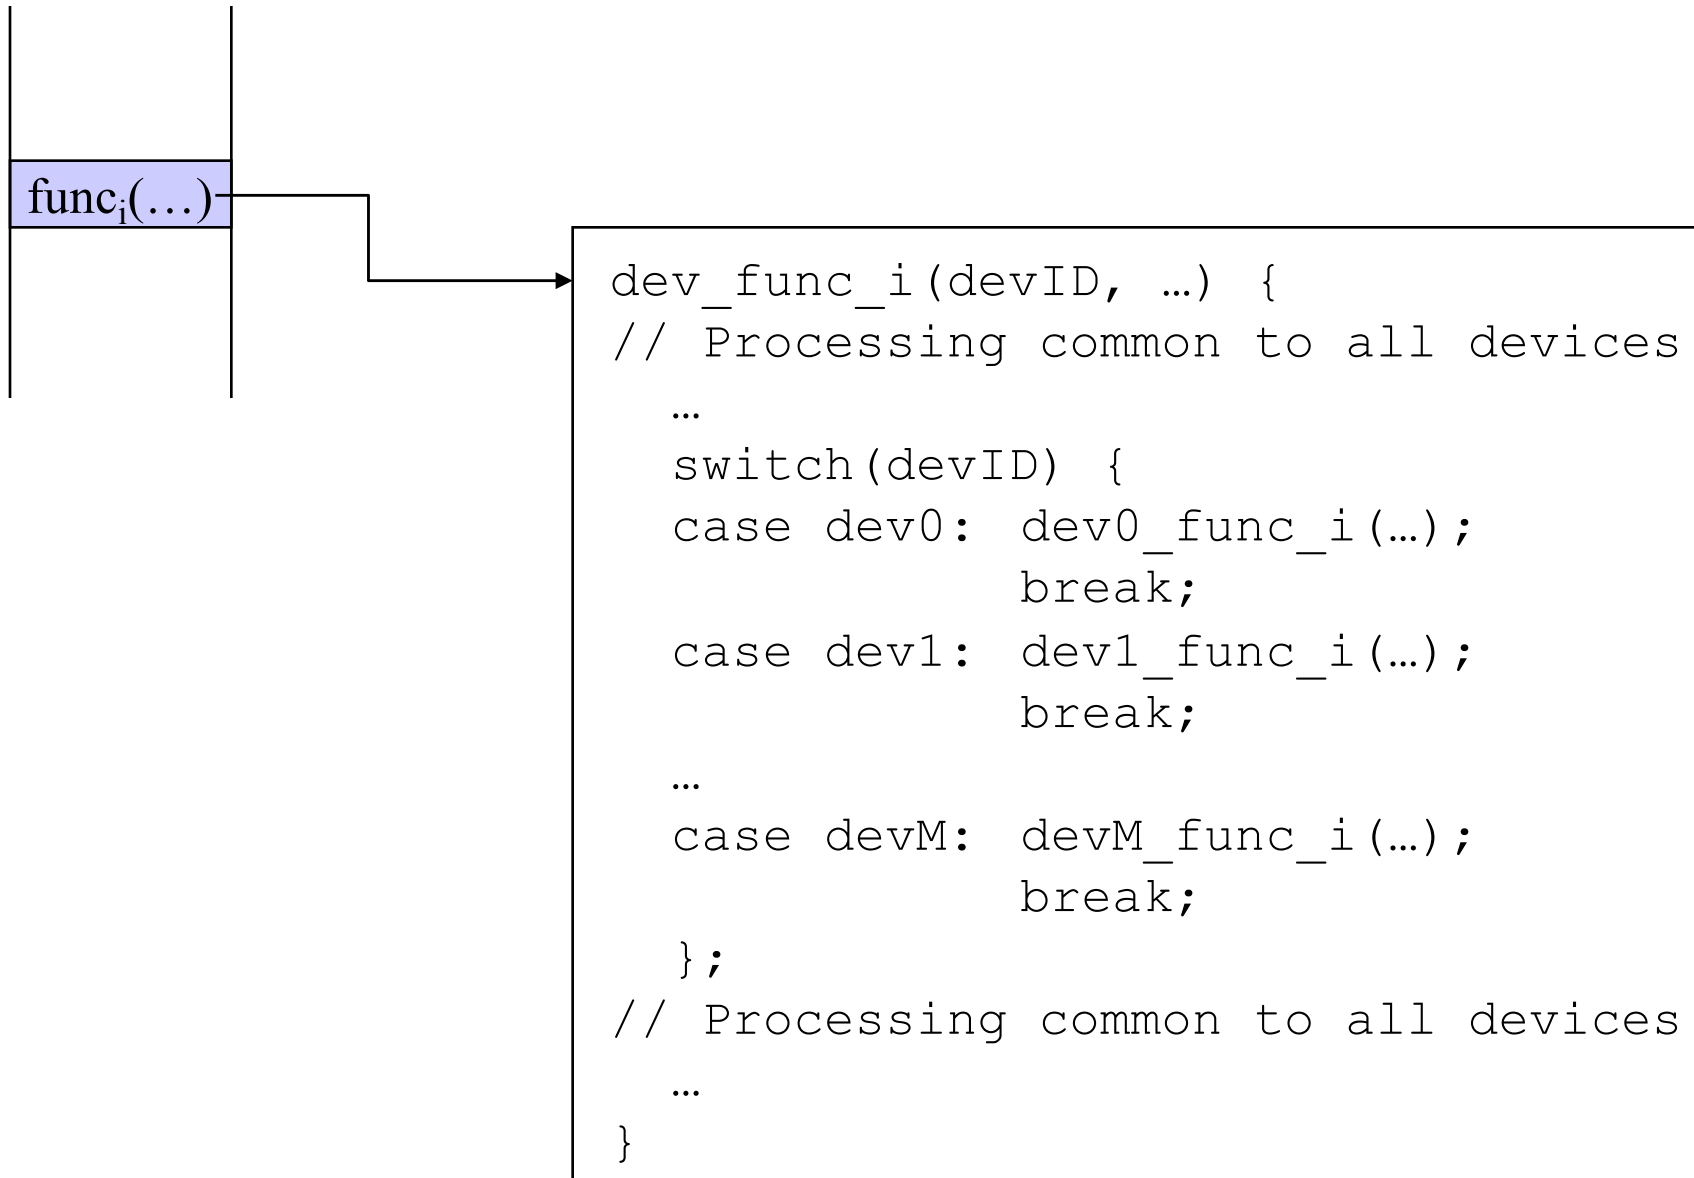 funcᵢ(…)
dev_func_i(devID, …) {
// Processing common to all devices
…
switch(devID) {
case dev0: dev0_func_i(…);
break;
case dev1: dev1_func_i(…);
break;
…
case devM: devM_func_i(…);
break;
};
// Processing common to all devices
…
}